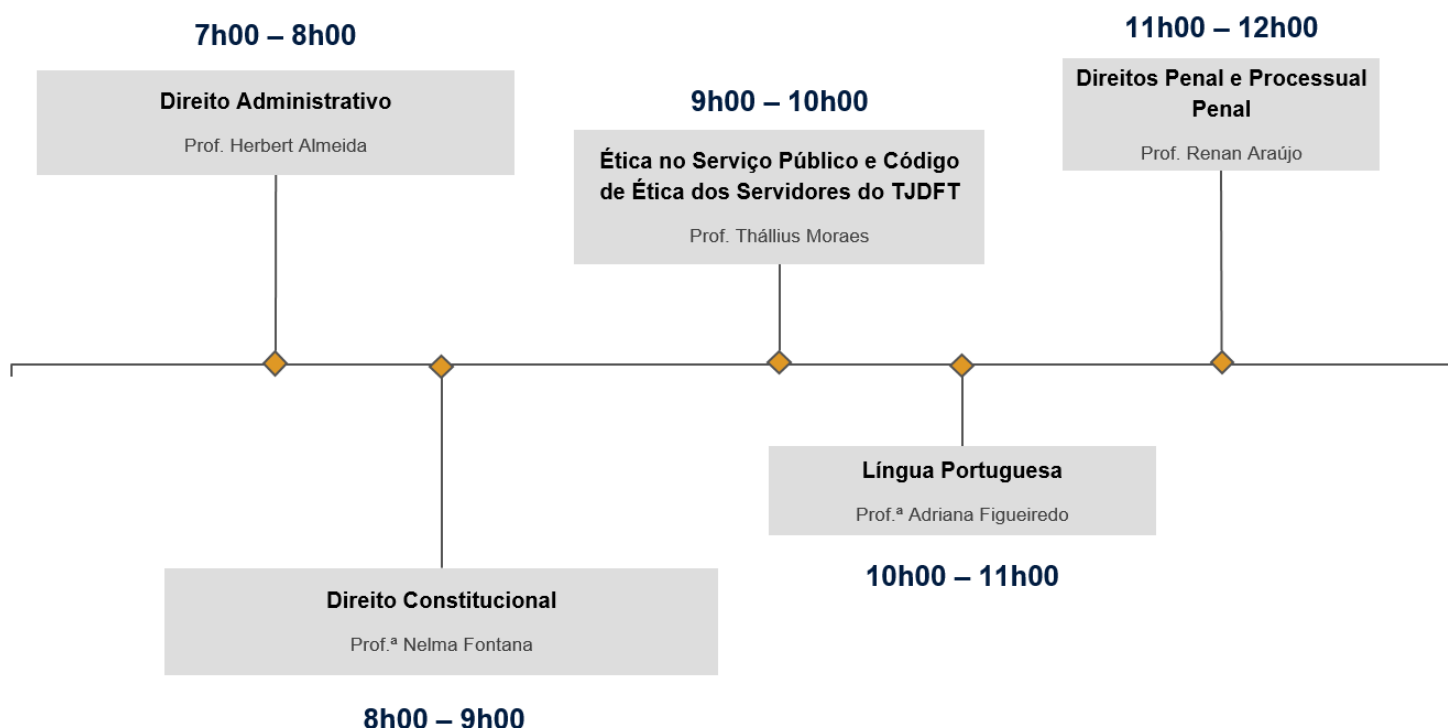 7h00 – 8h00
Direito Administrativo
Prof. Herbert Almeida
8h00 – 9h00
Direito Constitucional
Prof.ª Nelma Fontana
9h00 – 10h00
Ética no Serviço Público e Código
de Ética dos Servidores do TJDFT
Prof. Thállius Moraes
10h00 – 11h00
Língua Portuguesa
Prof.ª Adriana Figueiredo
11h00 – 12h00
Direitos Penal e Processual
Penal
Prof. Renan Araújo